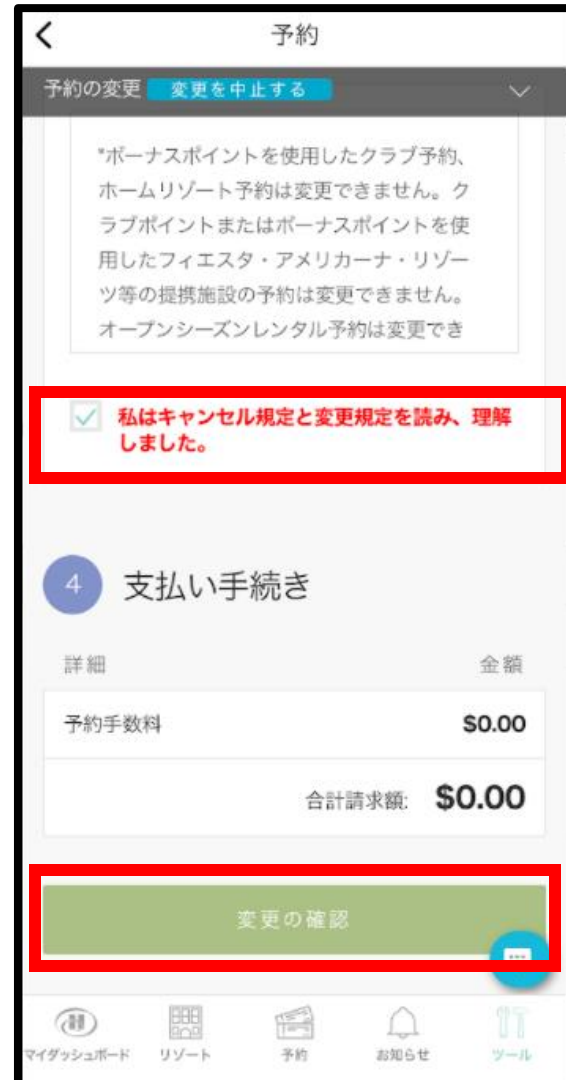 予約
予約の変更 変更を中止する
*ボーナスポイントを使用したクラブ予約、
ホームリゾート予約は変更できません。ク
ラブポイントまたはボーナスポイントを使
用したフィエスタ・アメリカーナ・リゾー
ツ等の提携施設の予約は変更できません。
オープンシーズンレンタル予約は変更でき
私はキャンセル規定と変更規定を読み、理解
しました。
4 支払い手続き
詳細 金額
予約手数料 $0.00
合計請求額: $0.00
変更の確認
マイダッシュボード リゾート 予約 お知らせ ツール